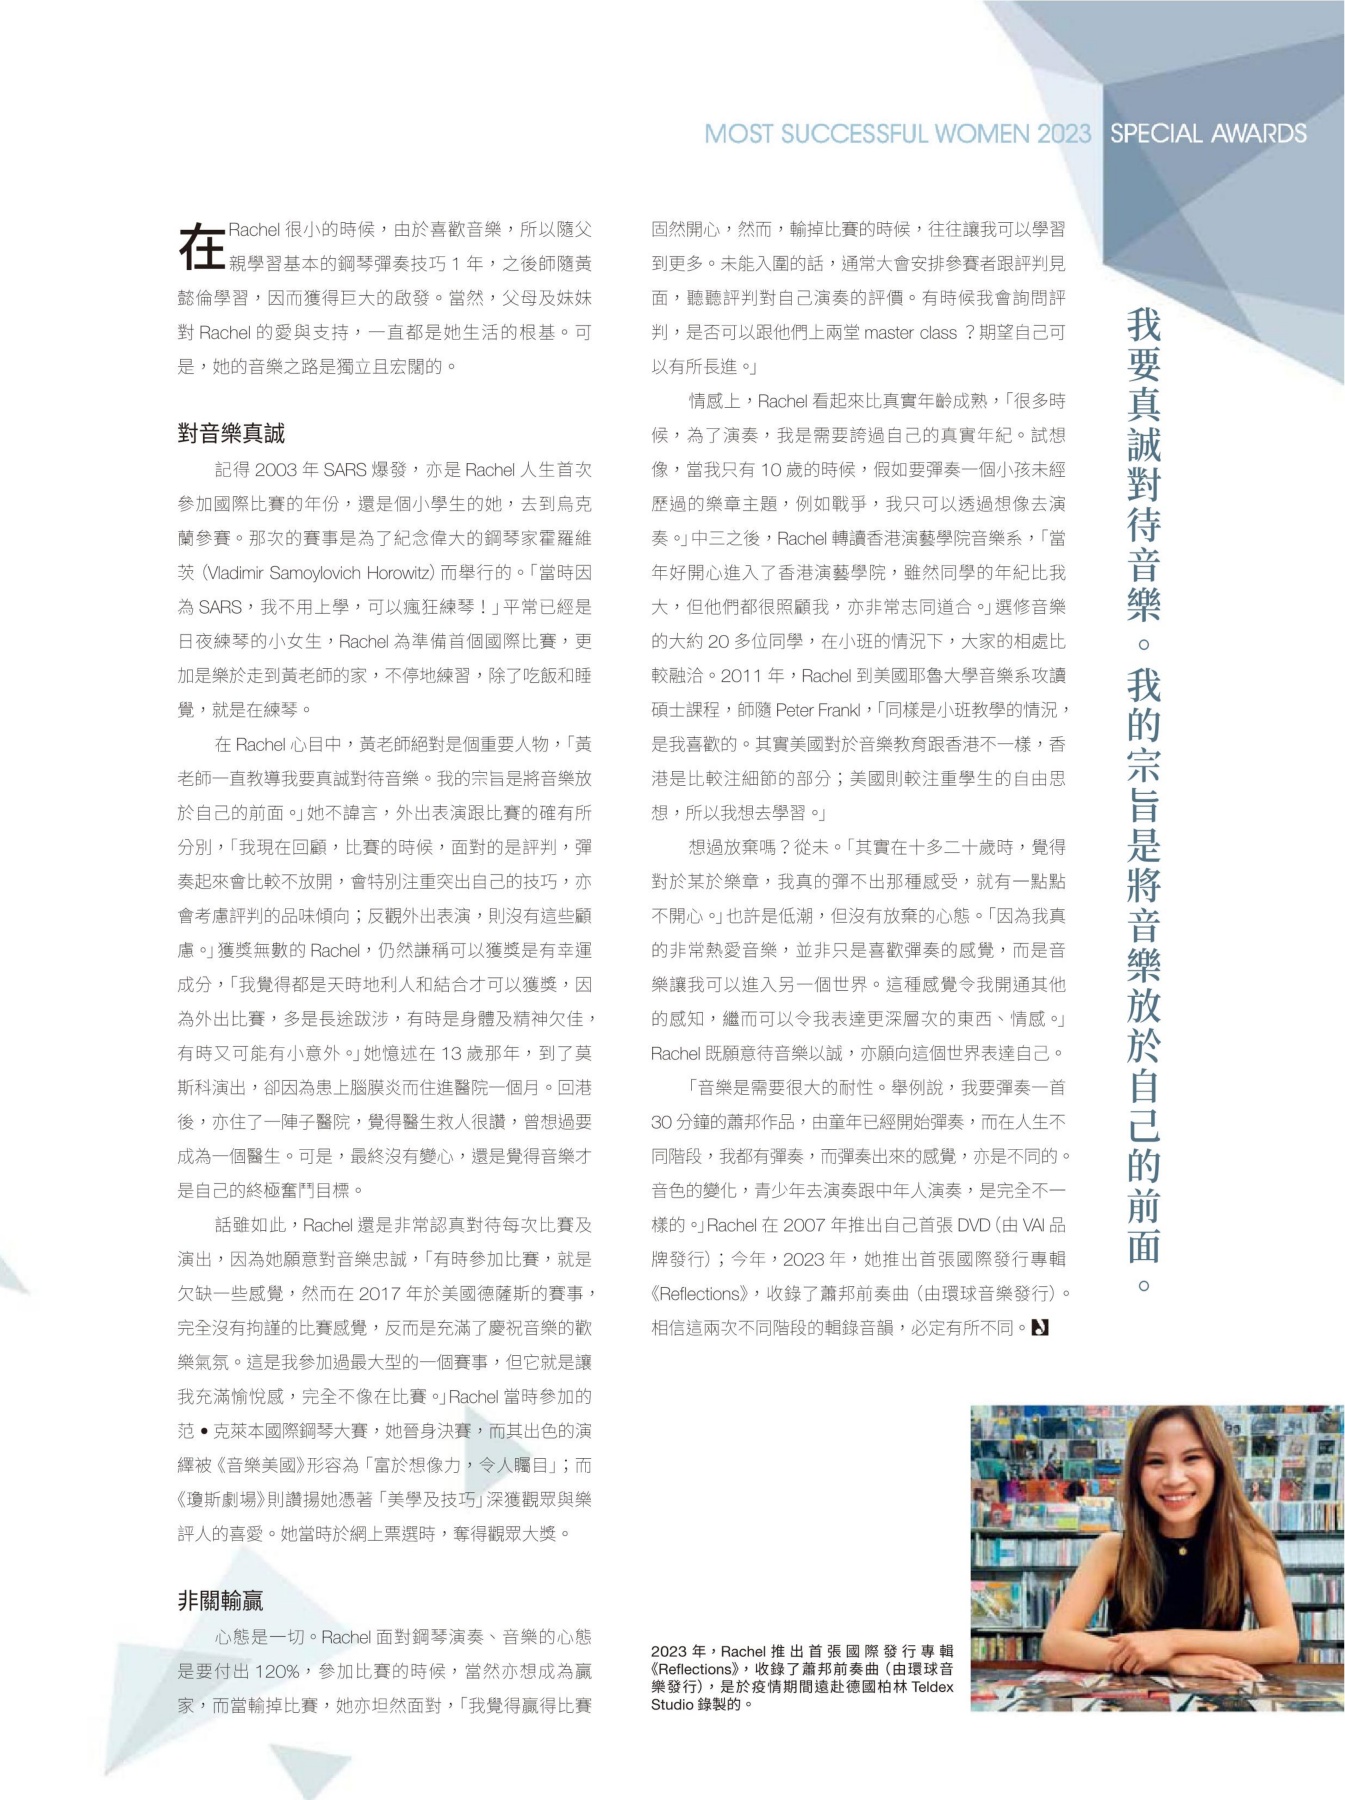 MOST SUCCESSFUL WOMEN 2023 SPECIAL AWARDS
在Rachel 很小的時候，由於喜歡音樂，所以隨父
親學習基本的鋼琴彈奏技巧 1 年，之後師隨黃
懿倫學習，因而獲得巨大的啟發。當然，父母及妹妹
對 Rachel 的愛與支持，一直都是她生活的根基。可
是，她的音樂之路是獨立且宏闊的。
對音樂真誠
記得 2003 年 SARS 爆發，亦是 Rachel 人生首次
參加國際比賽的年份，還是個小學生的她，去到烏克
蘭參賽。那次的賽事是為了紀念偉大的鋼琴家霍羅維
茨（Vladimir Samoylovich Horowitz）而舉行的。「當時因
為 SARS，我不用上學，可以瘋狂練琴！」平常已經是
日夜練琴的小女生，Rachel 為準備首個國際比賽，更
加是樂於走到黃老師的家，不停地練習，除了吃飯和睡
覺，就是在練琴。
在 Rachel 心目中，黃老師絕對是個重要人物，「黃
老師一直教導我要真誠對待音樂。我的宗旨是將音樂放
於自己的前面。」她不諱言，外出表演跟比賽的確有所
分別，「我現在回顧，比賽的時候，面對的是評判，彈
奏起來會比較不放開，會特別注重突出自己的技巧，亦
會考慮評判的品味傾向；反觀外出表演，則沒有這些顧
慮。」獲獎無數的 Rachel，仍然謙稱可以獲獎是有幸運
成分，「我覺得都是天時地利人和結合才可以獲獎，因
為外出比賽，多是長途跋涉，有時是身體及精神欠佳，
有時又可能有小意外。」她憶述在 13 歲那年，到了莫
斯科演出，卻因為患上腦膜炎而住進醫院一個月。回港
後，亦住了一陣子醫院，覺得醫生救人很讚，曾想過要
成為一個醫生。可是，最終沒有變心，還是覺得音樂才
是自己的終極奮鬥目標。
話雖如此，Rachel 還是非常認真對待每次比賽及
演出，因為她願意對音樂忠誠，「有時參加比賽，就是
欠缺一些感覺，然而在 2017 年於美國德薩斯的賽事，
完全沒有拘謹的比賽感覺，反而是充滿了慶祝音樂的歡
樂氣氛。這是我參加過最大型的一個賽事，但它就是讓
我充滿愉悅感，完全不像在比賽。」Rachel 當時參加的
范•克萊本國際鋼琴大賽，她晉身決賽，而其出色的演
繹被《音樂美國》形容為「富於想像力，令人矚目」；而
《瓊斯劇場》則讚揚她憑著「美學及技巧」深獲觀眾與樂
評人的喜愛。她當時於網上票選時，奪得觀眾大獎。
非關輸贏
心態是一切。Rachel 面對鋼琴演奏、音樂的心態
是要付出 120%，參加比賽的時候，當然亦想成為贏
家，而當輸掉比賽，她亦坦然面對，「我覺得贏得比賽
固然開心，然而，輸掉比賽的時候，往往讓我可以學習
到更多。未能入圍的話，通常大會安排參賽者跟評判見
面，聽聽評判對自己演奏的評價。有時候我會詢問評
判，是否可以跟他們上兩堂 master class ？期望自己可
以有所長進。」
情感上，Rachel 看起來比真實年齡成熟，「很多時
候，為了演奏，我是需要誇過自己的真實年紀。試想
像，當我只有 10 歲的時候，假如要彈奏一個小孩未經
歷過的樂章主題，例如戰爭，我只可以透過想像去演
奏。」中三之後，Rachel 轉讀香港演藝學院音樂系，「當
年好開心進入了香港演藝學院，雖然同學的年紀比我
大，但他們都很照顧我，亦非常志同道合。」選修音樂
的大約 20 多位同學，在小班的情況下，大家的相處比
較融洽。2011 年，Rachel 到美國耶魯大學音樂系攻讀
碩士課程，師隨 Peter Frankl，「同樣是小班教學的情況，
是我喜歡的。其實美國對於音樂教育跟香港不一樣，香
港是比較注細節的部分；美國則較注重學生的自由思
想，所以我想去學習。」
想過放棄嗎？從未。「其實在十多二十歲時，覺得
對於某於樂章，我真的彈不出那種感受，就有一點點
不開心。」也許是低潮，但沒有放棄的心態。「因為我真
的非常熱愛音樂，並非只是喜歡彈奏的感覺，而是音
樂讓我可以進入另一個世界。這種感覺令我開通其他
的感知，繼而可以令我表達更深層次的東西、情感。」
Rachel 既願意待音樂以誠，亦願向這個世界表達自己。
「音樂是需要很大的耐性。舉例說，我要彈奏一首
30 分鐘的蕭邦作品，由童年已經開始彈奏，而在人生不
同階段，我都有彈奏，而彈奏出來的感覺，亦是不同的。
音色的變化，青少年去演奏跟中年人演奏，是完全不一
樣的。」Rachel 在 2007 年推出自己首張 DVD（由 VAI 品
牌發行）；今年，2023 年，她推出首張國際發行專輯
《Reflections》，收錄了蕭邦前奏曲（由環球音樂發行）。
相信這兩次不同階段的輯錄音韻，必定有所不同。
我要真誠對待音樂。我的宗旨是將音樂放於自己的前面。
2023 年，Rachel 推出首張國際發行專輯
《Reflections》，收錄了蕭邦前奏曲（由環球音
樂發行），是於疫情期間遠赴德國柏林 Teldex
Studio 錄製的。